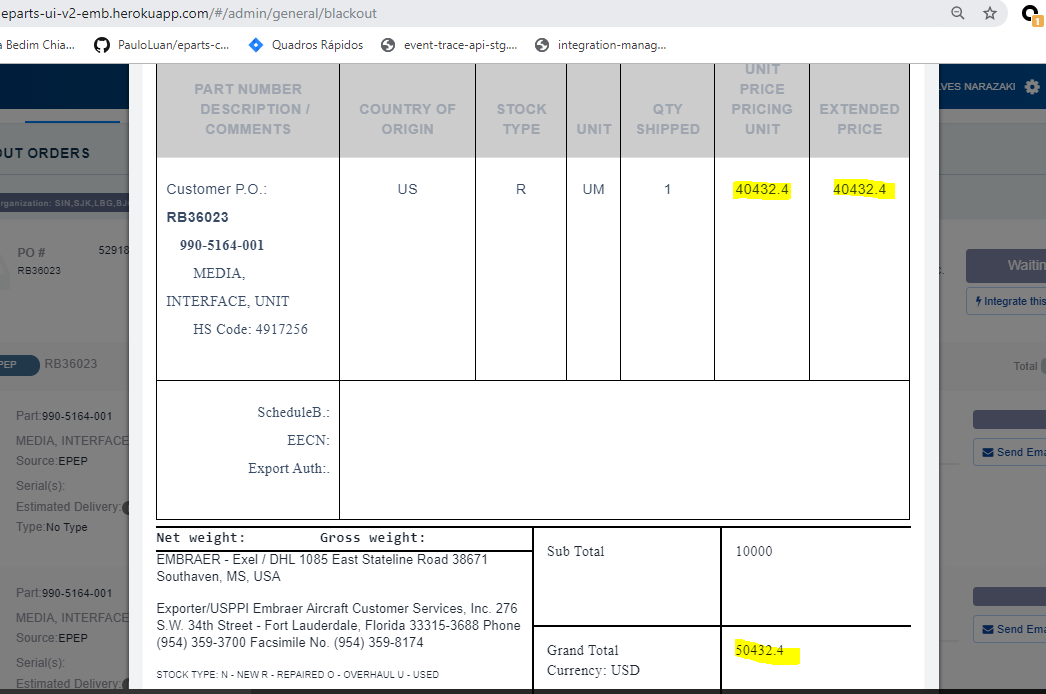 eparts-ui-v2-emb.herokuapp.com/#/admin/general/blackout
a Bedim Chia...
PauloLuan/eparts-c...
Quadros Rápidos
event-trace-api-stg....
integration-manag...
1
LVES NARAZAKI
OUT ORDERS
rganization: SIN,SJK,LBG,BJ
PO #
RB36023
52918
Waitin
Integrate this
PEP
RB36023
Total
Part:990-5164-001
MEDIA, INTERFACE
Source:EPEP
Serial(s):
Estimated Delivery:
Type:No Type
Send Ema
Part:990-5164-001
MEDIA, INTERFACE
Source:EPEP
Serial(s):
Estimated Delivery:
Send Ema
PART NUMBER
DESCRIPTION /
COMMENTS
COUNTRY OF
ORIGIN
STOCK
TYPE
UNIT
QTY
SHIPPED
UNIT
PRICE
PRICING
UNIT
EXTENDED
PRICE
Customer P.O.:
RB36023
990-5164-001
MEDIA,
INTERFACE, UNIT
HS Code: 4917256
US
R
UM
1
40432.4
40432.4
ScheduleB.:
EECN:
Export Auth:.
Net weight: Gross weight:
EMBRAER - Exel / DHL 1085 East Stateline Road 38671
Southaven, MS, USA
Exporter/USPPI Embraer Aircraft Customer Services, Inc. 276
S.W. 34th Street - Fort Lauderdale, Florida 33315-3688 Phone
(954) 359-3700 Facsimile No. (954) 359-8174
STOCK TYPE: N - NEW R - REPAIRED O - OVERHAUL U - USED
Sub Total
10000
Grand Total
Currency: USD
50432.4